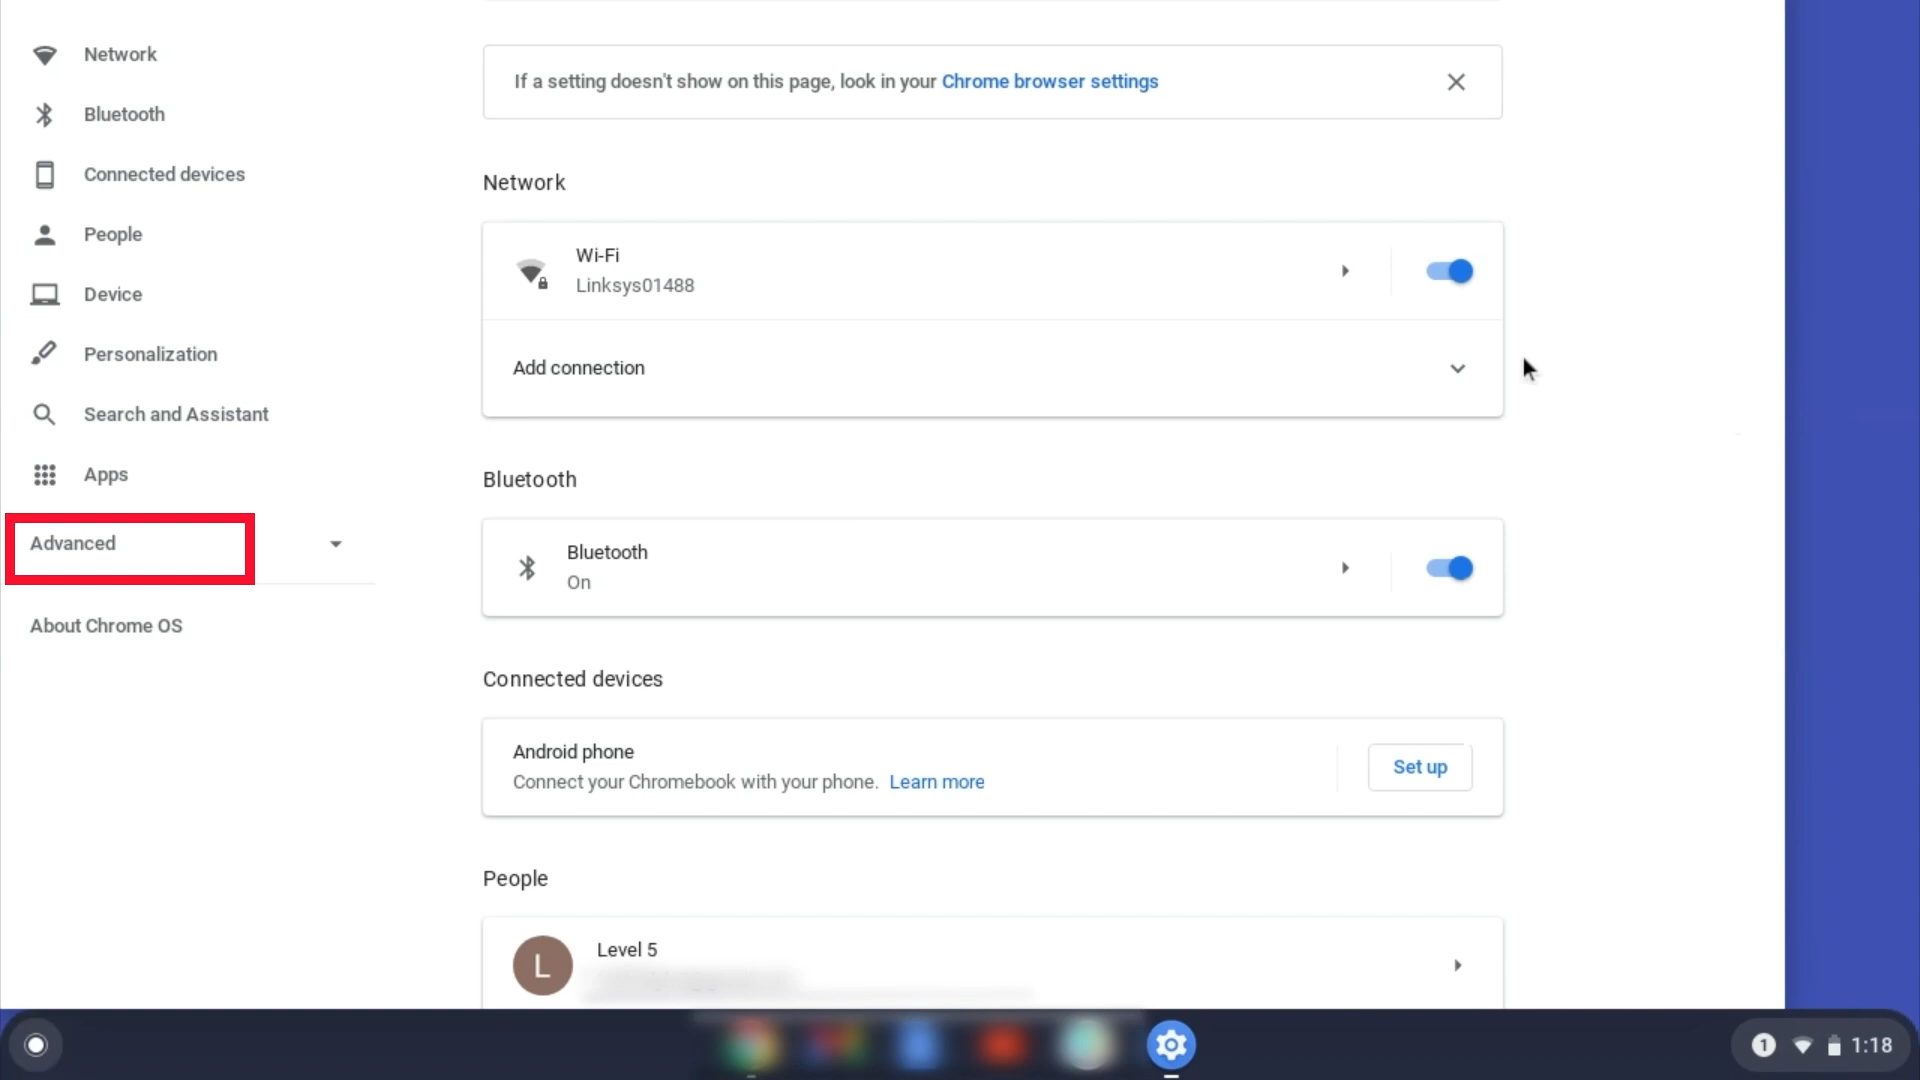 Network
Bluetooth
Connected devices
People
Device
Personalization
Search and Assistant
Apps
Advanced
About Chrome OS
If a setting doesn't show on this page, look in your Chrome browser settings
Network
Wi-Fi
Linksys01488
Add connection
Bluetooth
Bluetooth
On
Connected devices
Android phone
Connect your Chromebook with your phone. Learn more
Set up
People
L
Level 5
1
1:18